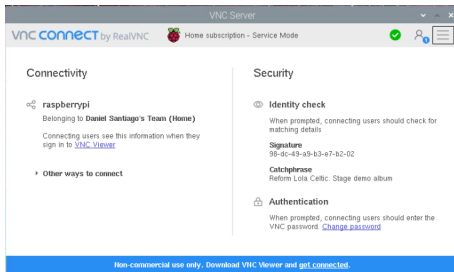 VNC Server
VNC CONNECT by RealVNC
Home subscription - Service Mode
Connectivity
raspberrypi
Belonging to Daniel Santiago's Team (Home)
Connecting users see this information when they
sign in to VNC Viewer
Other ways to connect
Security
Identity check
When prompted, connecting users should check for
matching details
Signature
98-dc-49-a9-b3-e7-b2-02
Catchphrase
Reform Lola Celtic. Stage demo album
Authentication
When prompted, connecting users should enter the
VNC password. Change password
Non-commercial use only. Download VNC Viewer and get connected.